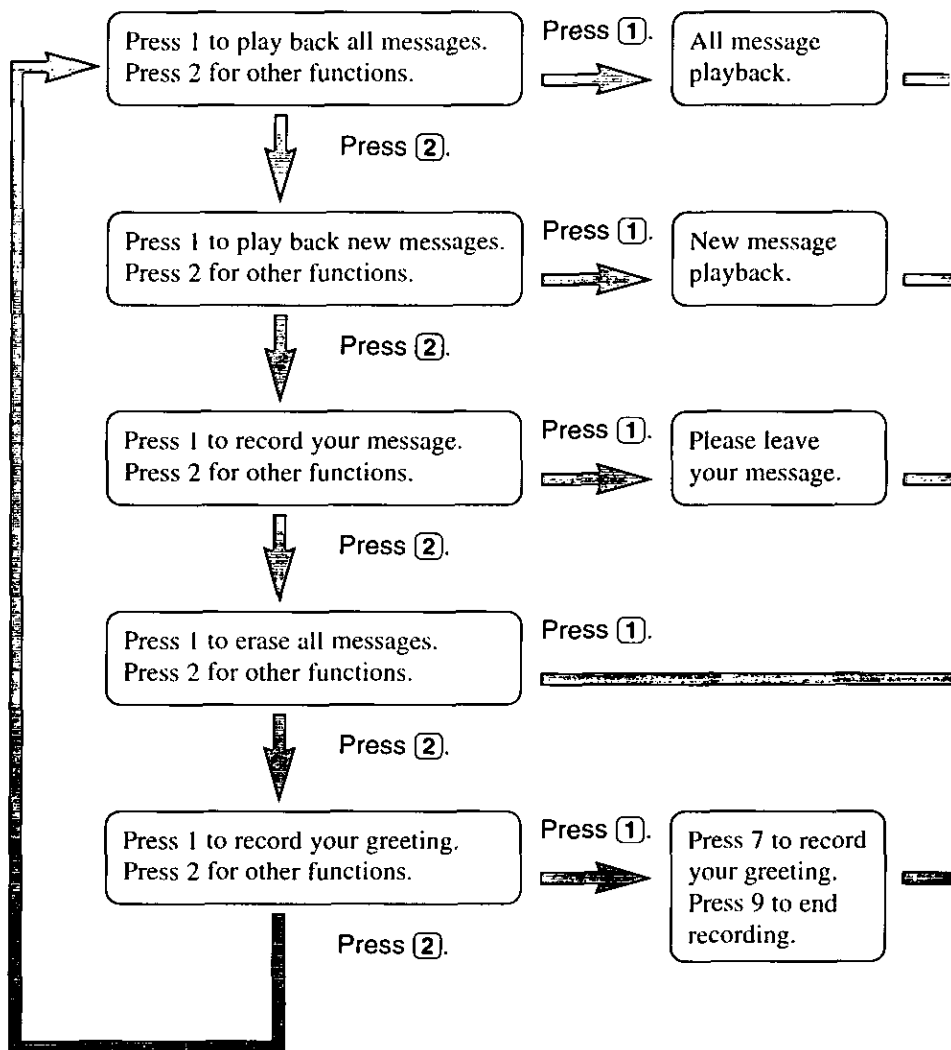 Press 1 to play back all messages.
Press 2 for other functions.
Press 1.
All message
playback.
Press 2.
Press 1 to play back new messages.
Press 2 for other functions.
Press 1.
New message
playback.
Press 2.
Press 1 to record your message.
Press 2 for other functions.
Press 1.
Please leave
your message.
Press 2.
Press 1 to erase all messages.
Press 2 for other functions.
Press 1.
Press 2.
Press 1 to record your greeting.
Press 2 for other functions.
Press 1.
Press 7 to record
your greeting.
Press 9 to end
recording.
Press 2.